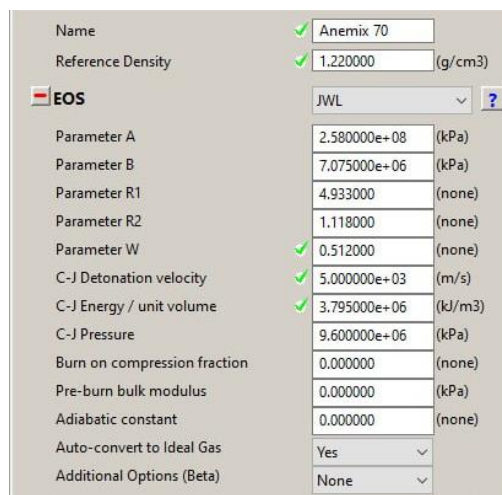 Name Anemix 70
Reference Density 1.220000 (g/cm3)
EOS JWL ?
Parameter A 2.580000e+08 (kPa)
Parameter B 7.075000e+06 (kPa)
Parameter R1 4.933000 (none)
Parameter R2 1.118000 (none)
Parameter W 0.512000 (none)
C-J Detonation velocity 5.000000e+03 (m/s)
C-J Energy / unit volume 3.795000e+06 (kJ/m3)
C-J Pressure 9.600000e+06 (kPa)
Burn on compression fraction 0.000000 (none)
Pre-burn bulk modulus 0.000000 (kPa)
Adiabatic constant 0.000000 (none)
Auto-convert to Ideal Gas Yes
Additional Options (Beta) None